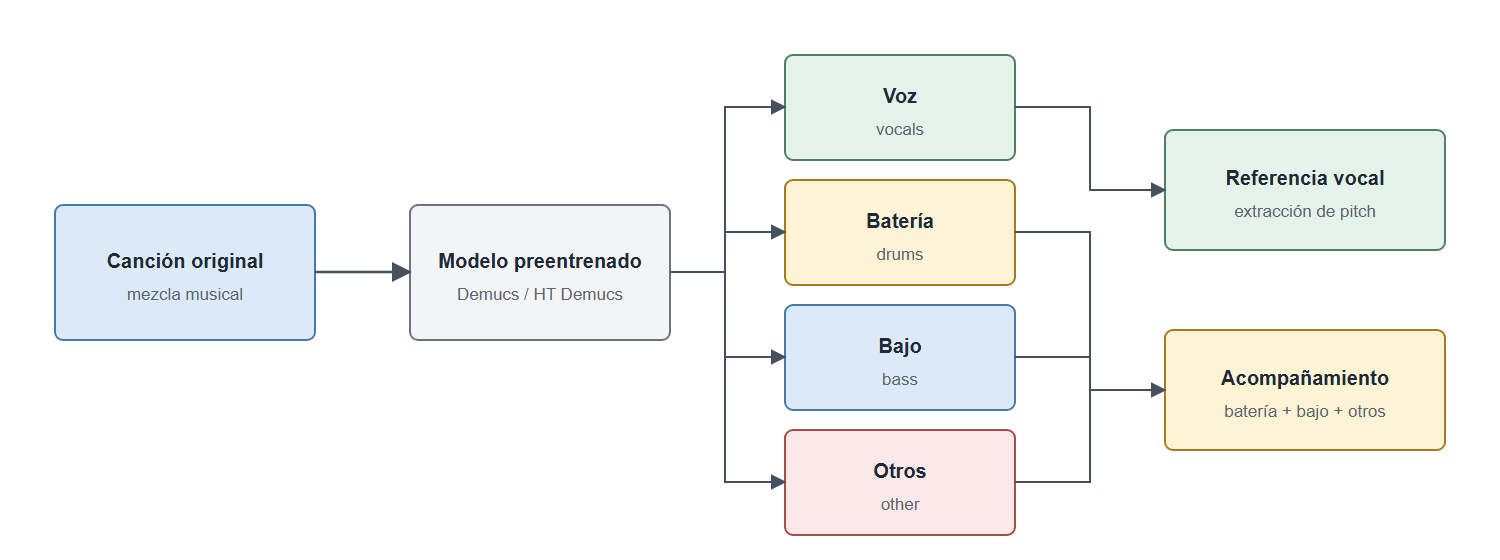 Canción original
mezcla musical
Modelo preentrenado
Demucs / HT Demucs
Voz
vocals
Batería
drums
Bajo
bass
Otros
other
Referencia vocal
extracción de pitch
Acompañamiento
batería + bajo + otros